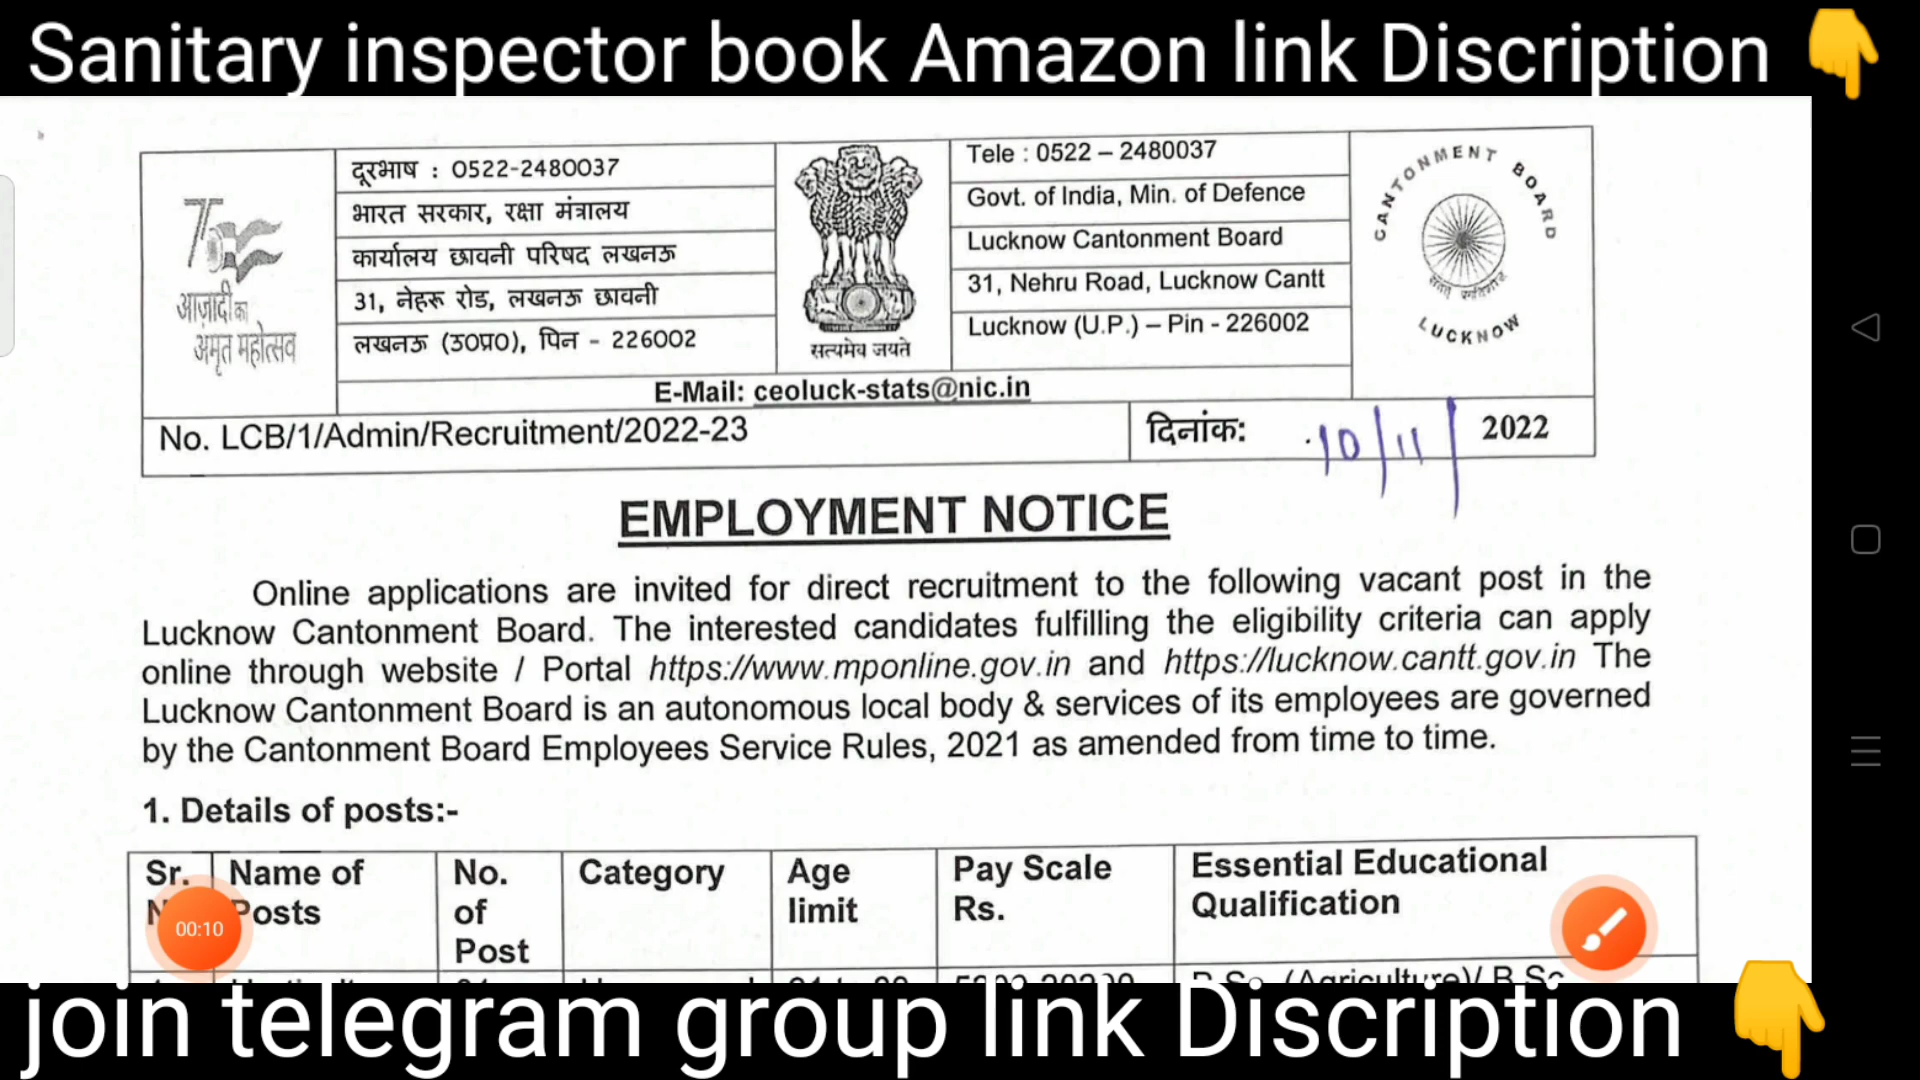 Sanitary inspector book Amazon link Discription 👇
आज़ादी का
अमृत महोत्सव
दूरभाष : 0522-2480037
भारत सरकार, रक्षा मंत्रालय
कार्यालय छावनी परिषद लखनऊ
31, नेहरू रोड, लखनऊ छावनी
लखनऊ (उ0प्र0), पिन - 226002
सत्यमेव जयते
Tele : 0522 – 2480037
Govt. of India, Min. of Defence
Lucknow Cantonment Board
31, Nehru Road, Lucknow Cantt
Lucknow (U.P.) – Pin - 226002
CANTONMENT BOARD
LUCKNOW
E-Mail: ceoluck-stats@nic.in
No. LCB/1/Admin/Recruitment/2022-23
दिनांक: 10/11/ 2022
EMPLOYMENT NOTICE
Online applications are invited for direct recruitment to the following vacant post in the
Lucknow Cantonment Board. The interested candidates fulfilling the eligibility criteria can apply
online through website / Portal https://www.mponline.gov.in and https://lucknow.cantt.gov.in The
Lucknow Cantonment Board is an autonomous local body & services of its employees are governed
by the Cantonment Board Employees Service Rules, 2021 as amended from time to time.
1. Details of posts:-
Sr. Name of Posts No. of Post Category Age limit Pay Scale Rs. Essential Educational Qualification
00:10
B.Sc. (Agriculture)/ B.Sc
join telegram group link Discription 👇